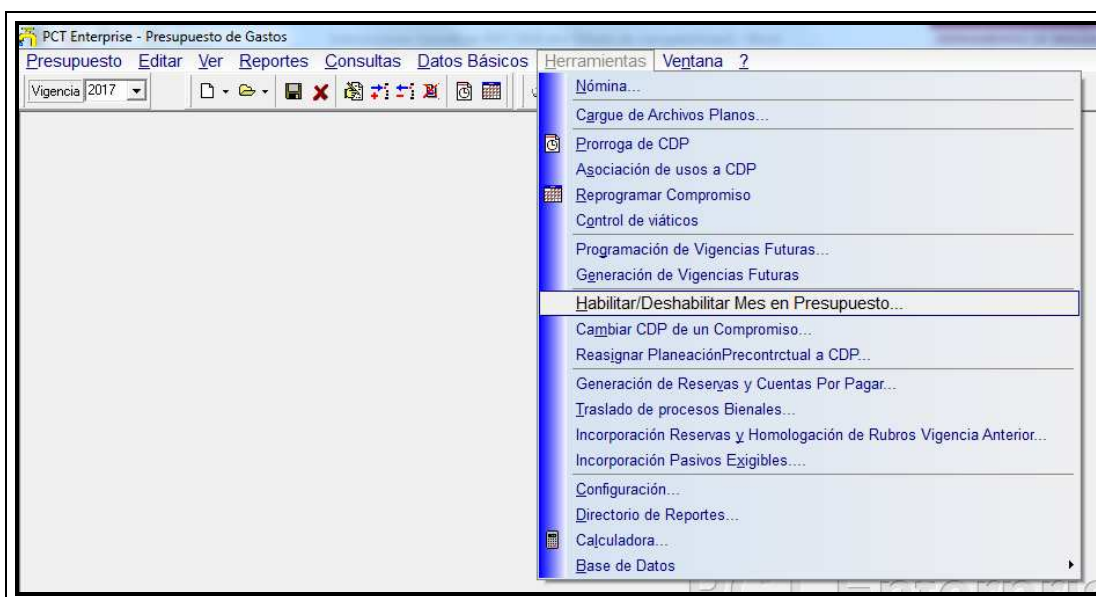 PCT Enterprise - Presupuesto de Gastos
Presupuesto Editar Ver Reportes Consultas Datos Básicos Herramientas Ventana ?
Vigencia 2017
Nómina...
Cargue de Archivos Planos...
Prorroga de CDP
Asociación de usos a CDP
Reprogramar Compromiso
Control de viáticos
Programación de Vigencias Futuras...
Generación de Vigencias Futuras
Habilitar/Deshabilitar Mes en Presupuesto...
Cambiar CDP de un Compromiso...
Reasignar PlaneaciónPrecontrctual a CDP...
Generación de Reservas y Cuentas Por Pagar...
Traslado de procesos Bienales...
Incorporación Reservas y Homologación de Rubros Vigencia Anterior...
Incorporación Pasivos Exigibles....
Configuración...
Directorio de Reportes...
Calculadora...
Base de Datos